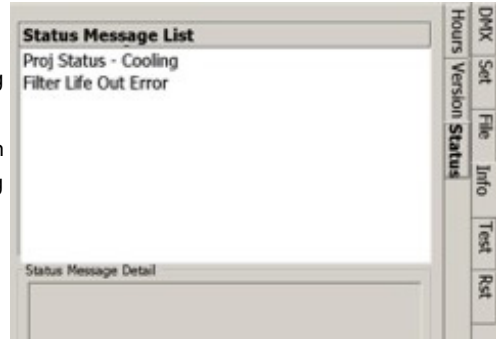 Status Message List
Proj Status - Cooling
Filter Life Out Error
Status Message Detail
Hours Version Status
DMX Set File Info Test Rst